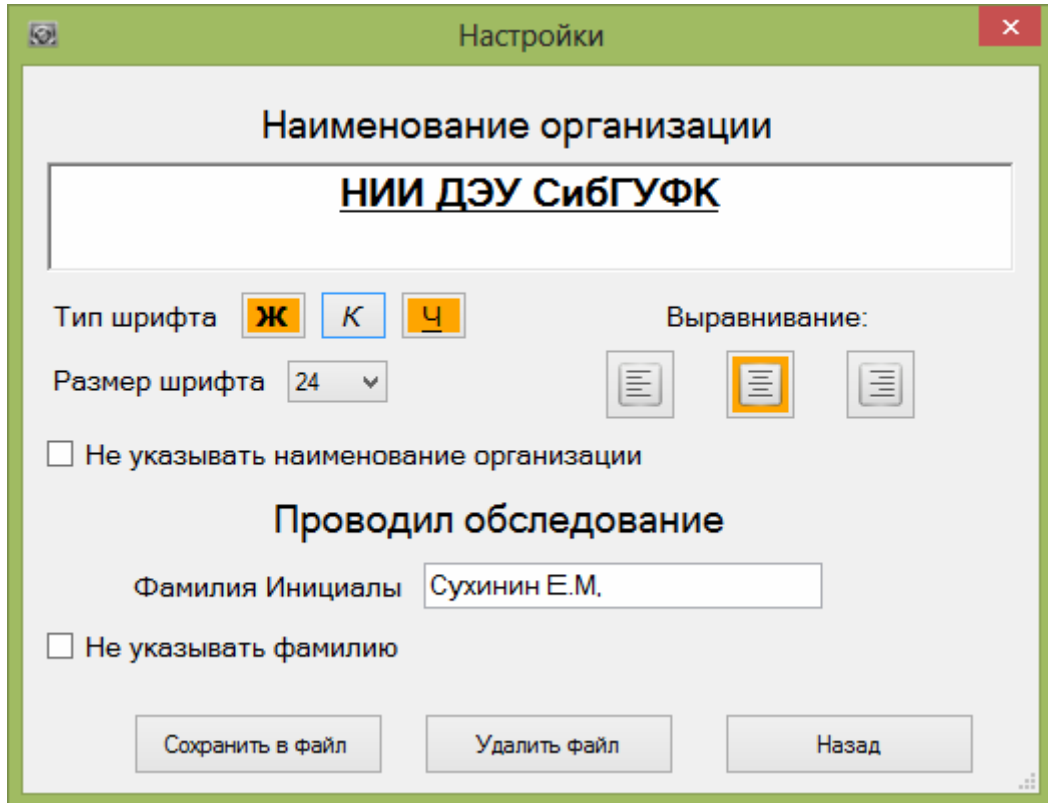 Настройки
Наименование организации
НИИ ДЭУ СибГУФК
Тип шрифта Ж К Ч Выравнивание:
Размер шрифта 24
Не указывать наименование организации
Проводил обследование
Фамилия Инициалы Сухинин Е.М,
Не указывать фамилию
Сохранить в файл Удалить файл Назад